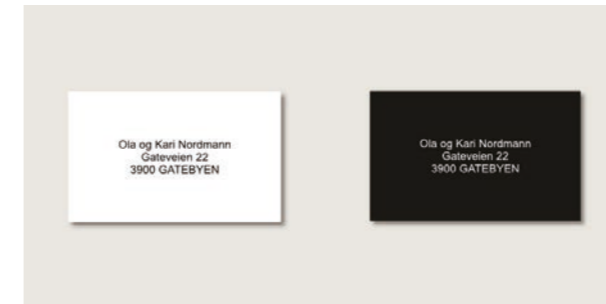 Ola og Kari Nordmann
Gateveien 22
3900 GATEBYEN
Ola og Kari Nordmann
Gateveien 22
3900 GATEBYEN